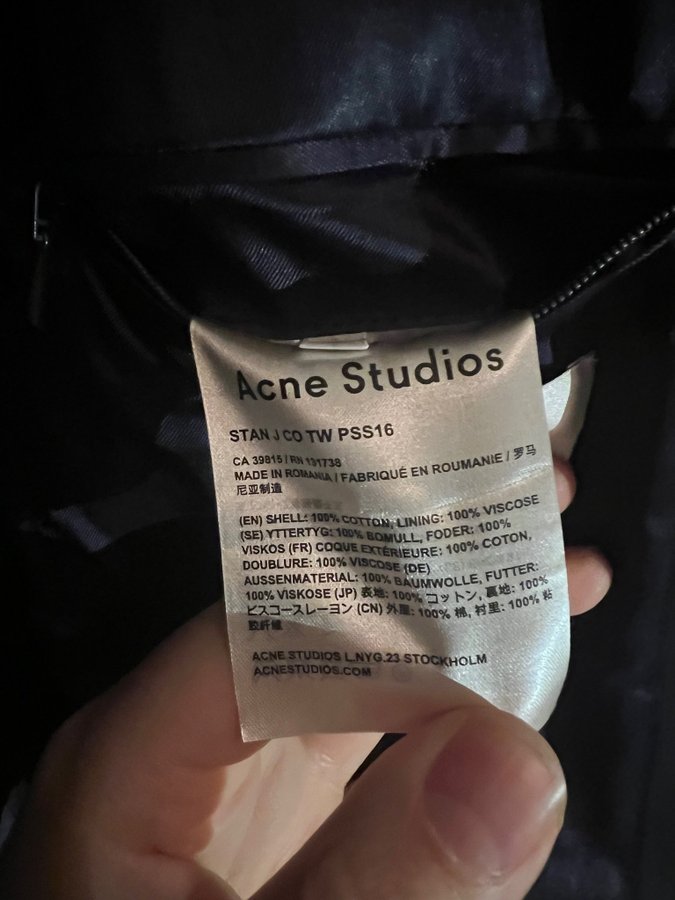 Acne Studios
STAN J CO TW PSS16
CA 39815 / RN 131738
MADE IN ROMANIA / FABRIQUÉ EN ROUMANIE / 罗马
尼亚制造
(EN) SHELL: 100% COTTON, LINING: 100% VISCOSE
(SE) YTTERTYG: 100% BOMULL, FODER: 100%
VISKOS (FR) COQUE EXTÉRIEURE: 100% COTON,
DOUBLURE: 100% VISCOSE (DE)
AUSSENMATERIAL: 100% BAUMWOLLE, FUTTER:
100% VISKOSE (JP) 表地: 100% コットン, 裏地: 100%
ビスコースレーヨン (CN) 外里: 100% 棉, 衬里: 100% 粘
胶纤维
ACNE STUDIOS L.NYG.23 STOCKHOLM
ACNESTUDIOS.COM